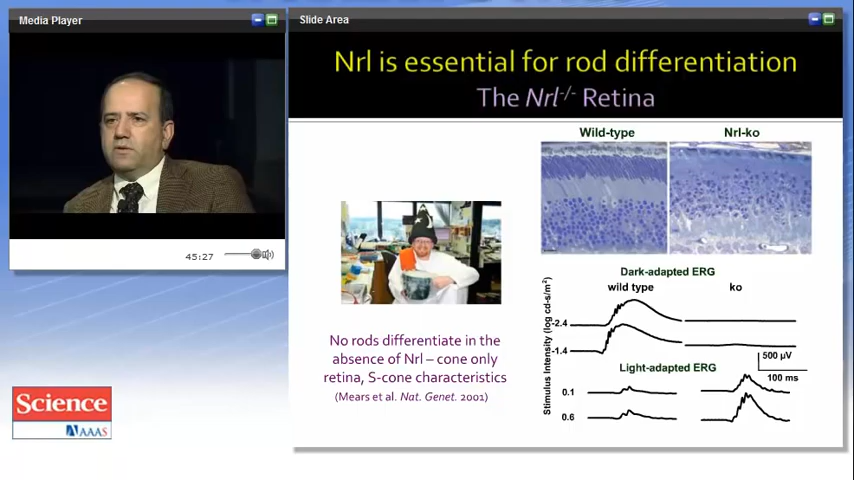 Media Player
45:27
Science
AAAS
Slide Area
Nrl is essential for rod differentiation
The Nrl-/- Retina
Wild-type Nrl-ko
No rods differentiate in the
absence of Nrl – cone only
retina, S-cone characteristics
(Mears et al. Nat. Genet. 2001)
Dark-adapted ERG
wild type ko
Stimulus Intensity (log cd-s/m²)
-2.4
-1.4
500 µV
100 ms
Light-adapted ERG
0.1
0.6